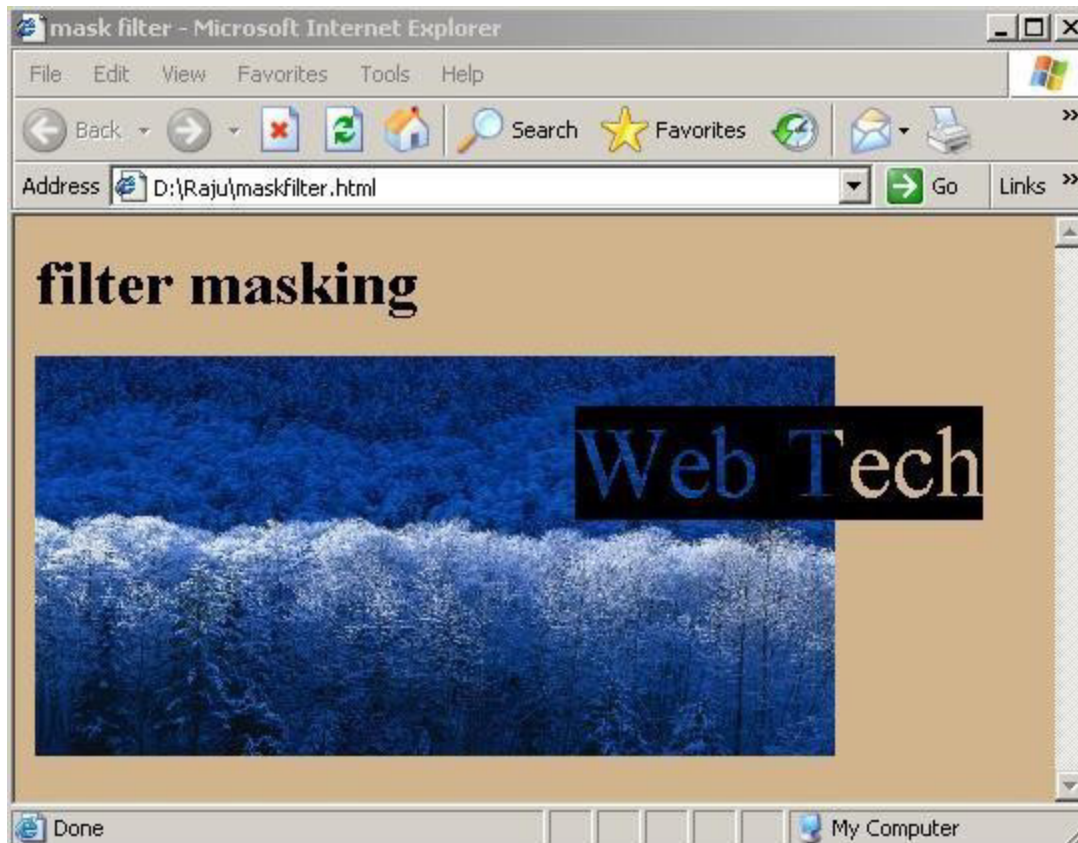 mask filter - Microsoft Internet Explorer
File Edit View Favorites Tools Help
Back Search Favorites »
Address D:\Raju\maskfilter.html Go Links »
filter masking
Web Tech
Done My Computer